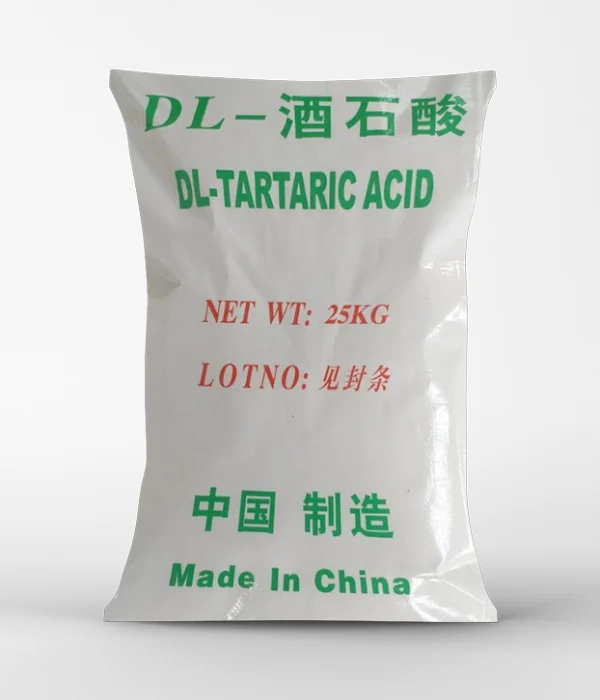 DL-酒石酸
DL-TARTARIC ACID
NET WT: 25KG
LOTNO: 见封条
中国 制造
Made In China